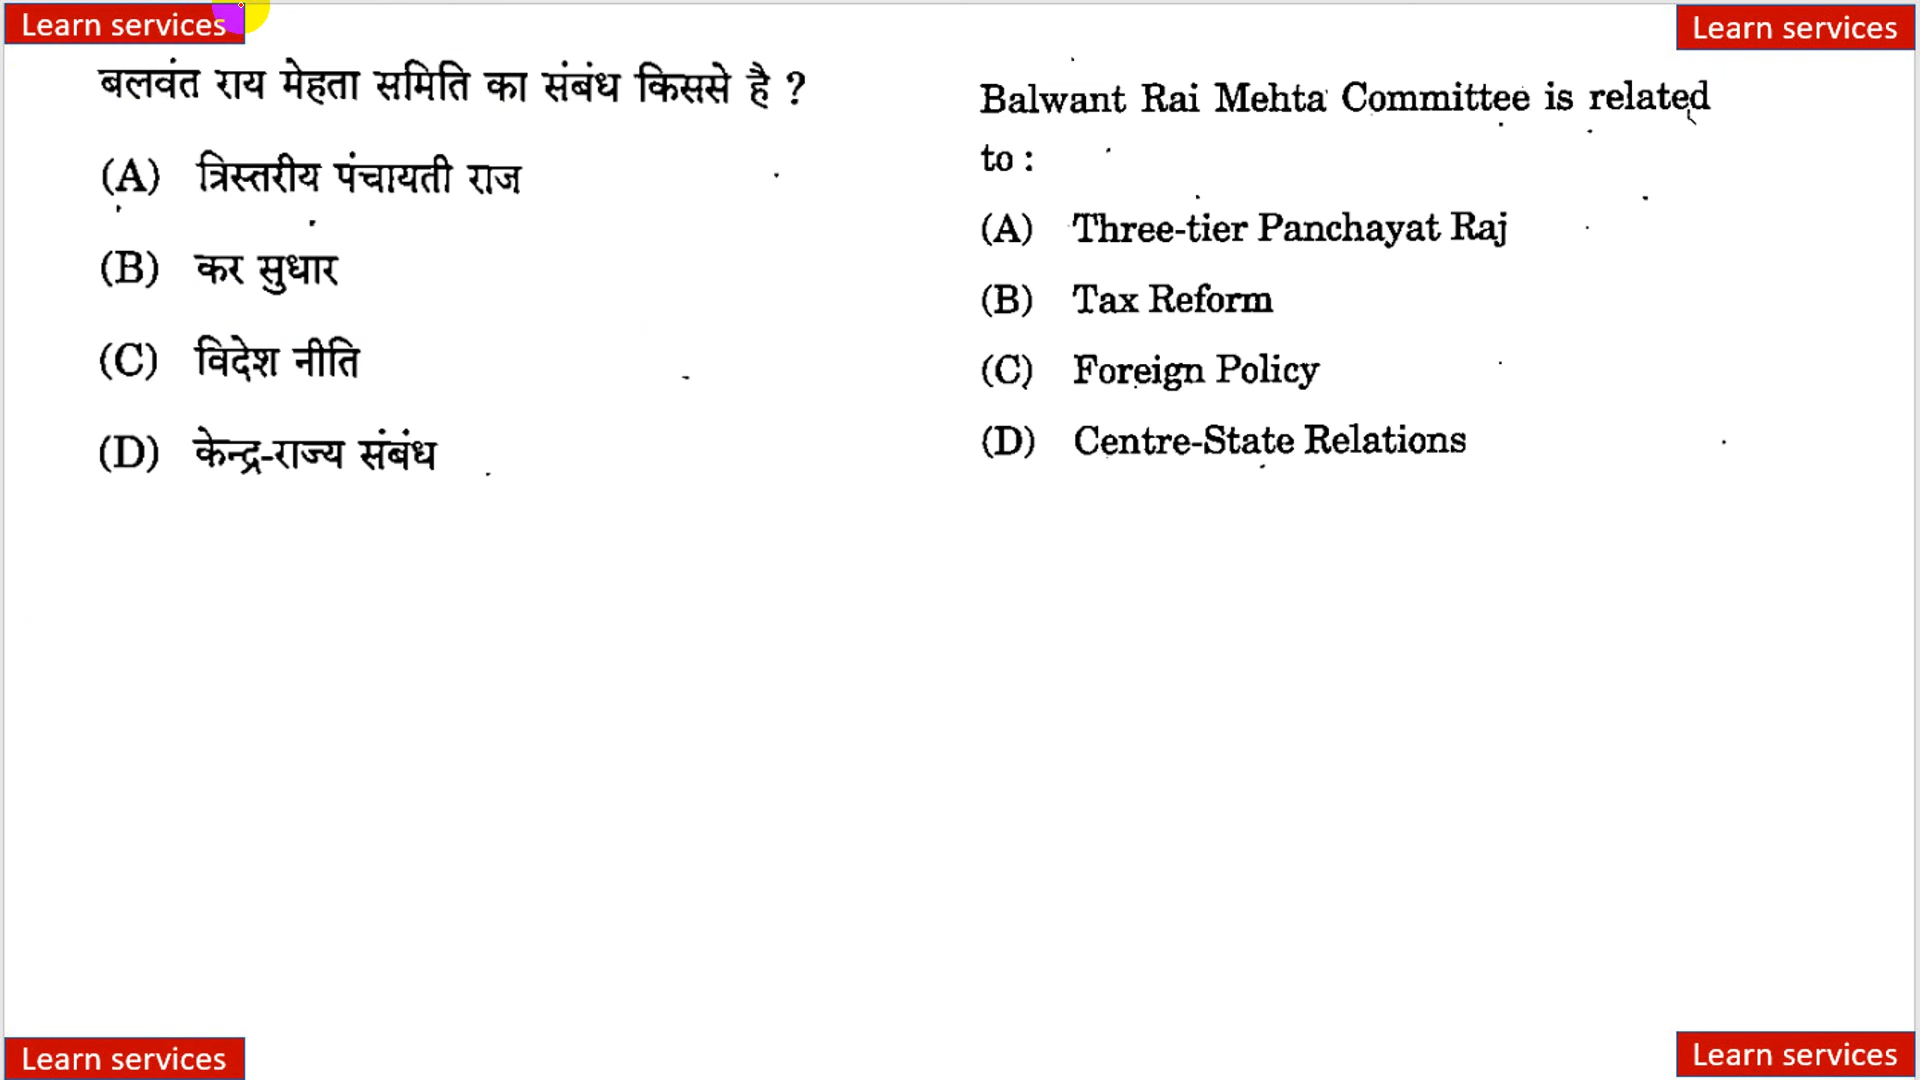 Learn services
Learn services
बलवंत राय मेहता समिति का संबंध किससे है ?
(A) त्रिस्तरीय पंचायती राज
(B) कर सुधार
(C) विदेश नीति
(D) केन्द्र-राज्य संबंध
Balwant Rai Mehta Committee is related
to :
(A) Three-tier Panchayat Raj
(B) Tax Reform
(C) Foreign Policy
(D) Centre-State Relations
Learn services
Learn services